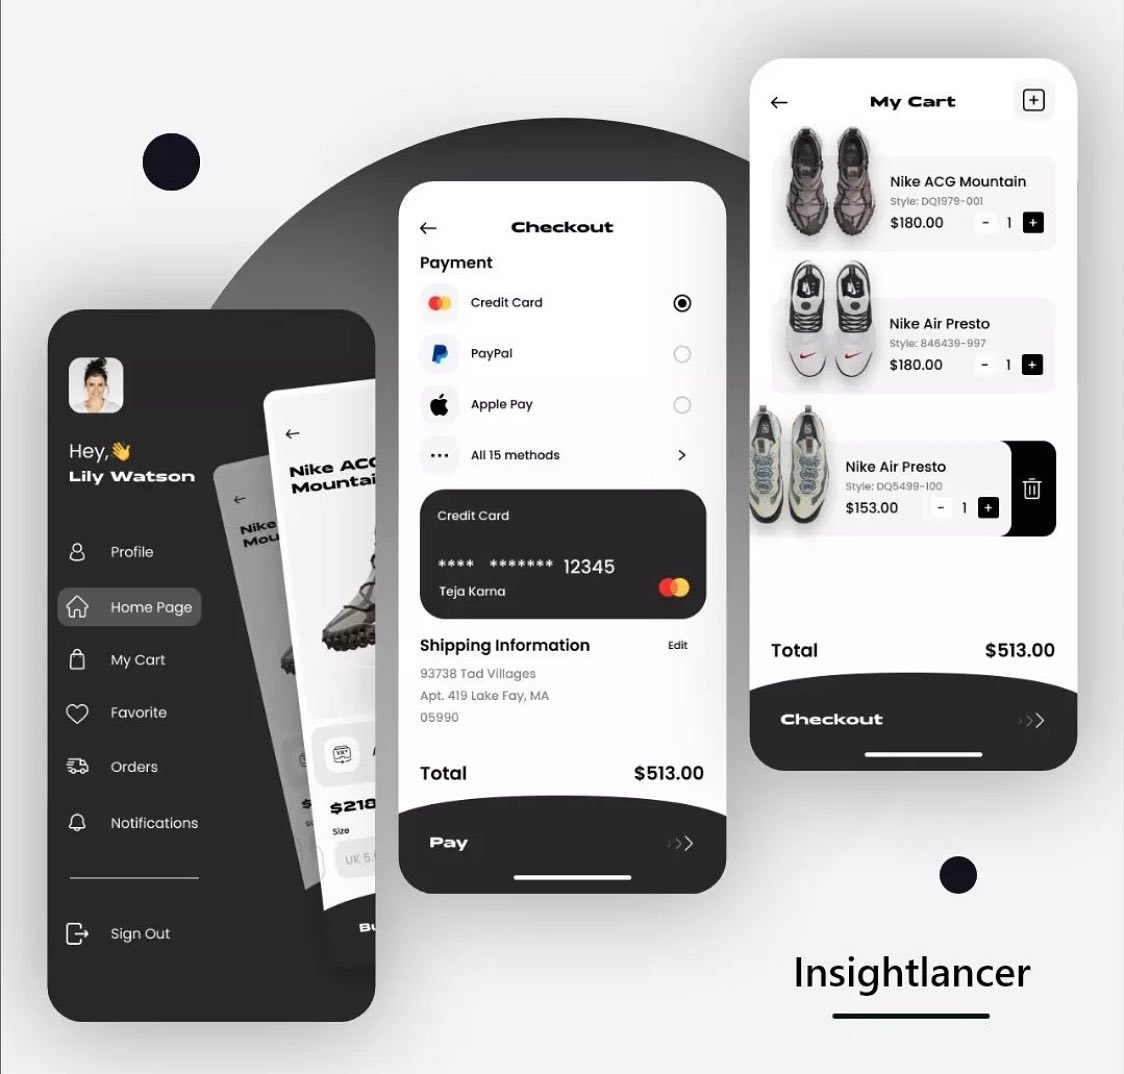 Hey,👋
Lily Watson
Profile
Home Page
My Cart
Favorite
Orders
Notifications
Sign Out
Nike
Mou
Nike ACG
Mountai
$218
Size
UK 5.
Bu
Checkout
Payment
Credit Card
PayPal
Apple Pay
All 15 methods
Credit Card
**** ******* 12345
Teja Karna
Shipping Information Edit
93738 Tad Villages
Apt. 419 Lake Fay, MA
05990
Total $513.00
Pay
My Cart
Nike ACG Mountain
Style: DQ1979-001
$180.00 - 1 +
Nike Air Presto
Style: 846439-997
$180.00 - 1 +
Nike Air Presto
Style: DQ5499-100
$153.00 - 1 +
Total $513.00
Checkout
Insightlancer